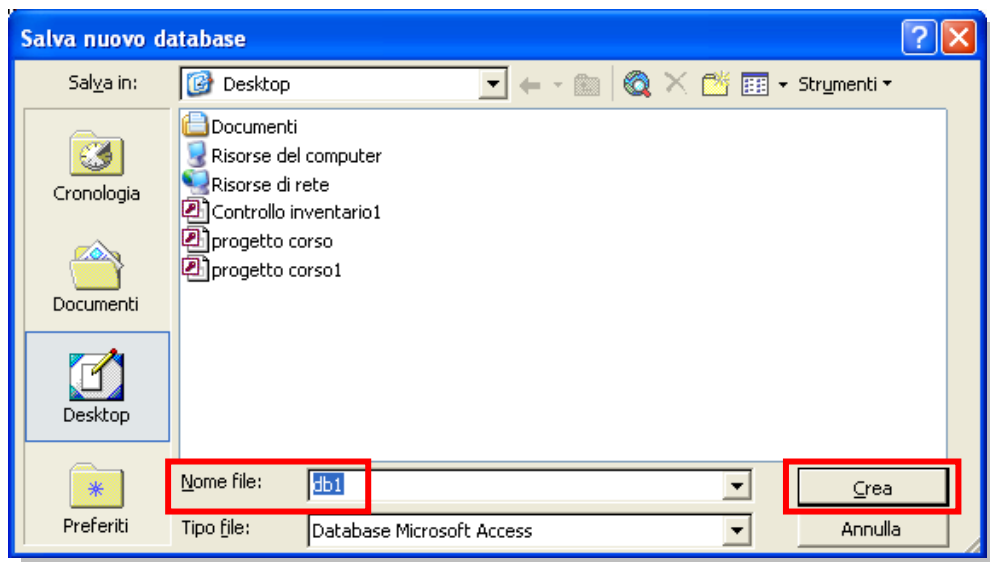 Salva nuovo database
Salva in: Desktop Strumenti
Cronologia
Documenti
Desktop
Preferiti
Documenti
Risorse del computer
Risorse di rete
Controllo inventario1
progetto corso
progetto corso1
Nome file: db1 Crea
Tipo file: Database Microsoft Access Annulla